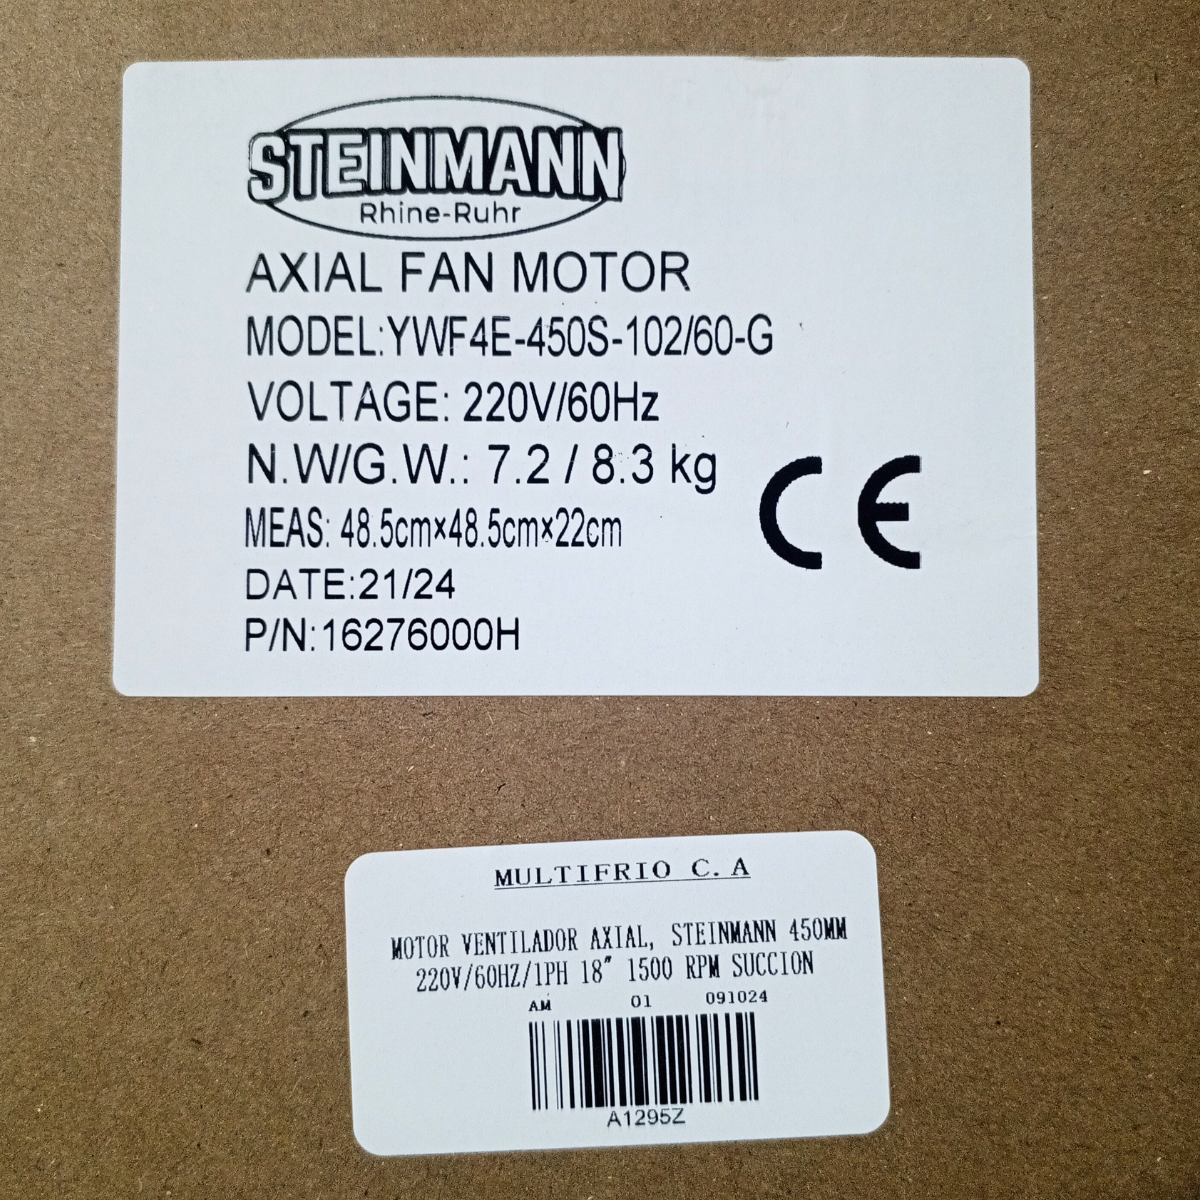 STEINMANN
Rhine-Ruhr
AXIAL FAN MOTOR
MODEL:YWF4E-450S-102/60-G
VOLTAGE: 220V/60Hz
N.W/G.W.: 7.2 / 8.3 kg
MEAS: 48.5cm×48.5cm×22cm
DATE:21/24
P/N:16276000H
CE
MULTIFRIO C. A
MOTOR VENTILADOR AXIAL, STEINMANN 450MM
220V/60HZ/1PH 18" 1500 RPM SUCCION
AM 01 091024
A1295Z